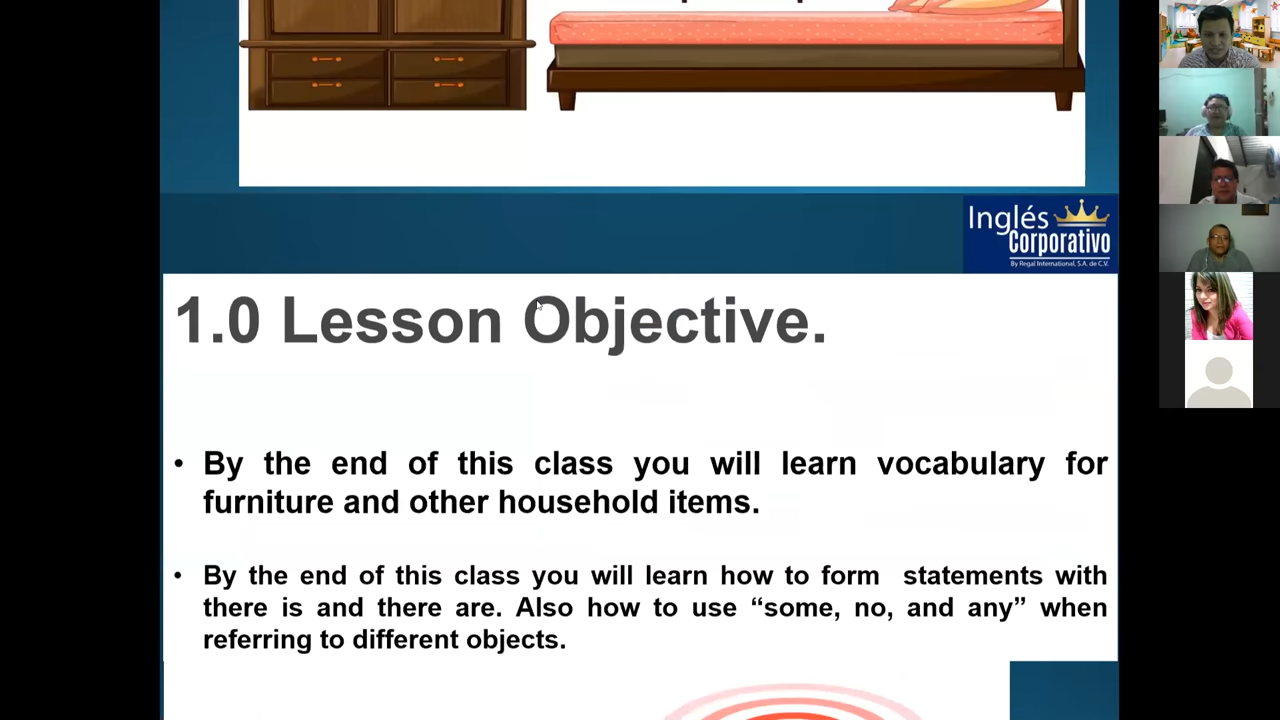 Inglés
Corporativo
By Regal International, S.A. de C.V.
1.0 Lesson Objective.
• By the end of this class you will learn vocabulary for
furniture and other household items.
• By the end of this class you will learn how to form statements with
there is and there are. Also how to use “some, no, and any” when
referring to different objects.